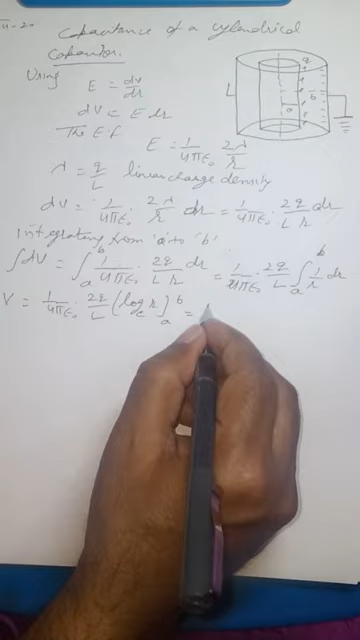 II-20
Capacitance of a cylindrical
Capacitor.
Using
E = dv/dr
dV = E dr
The E.f
E = 1/4πε₀ 2λ/r
λ = q/L linear charge density
dV = 1/4πε₀ · 2λ/r dr = 1/4πε₀ · 2q/L r dr
Integrating from 'a' to 'b'
∫dV = ∫ₐᵇ 1/4πε₀ · 2q/L r dr = 1/4πε₀ · 2q/L ∫ₐᵇ 1/r dr
V = 1/4πε₀ · 2q/L (logₑ r)ₐᵇ =
L
q
a
b